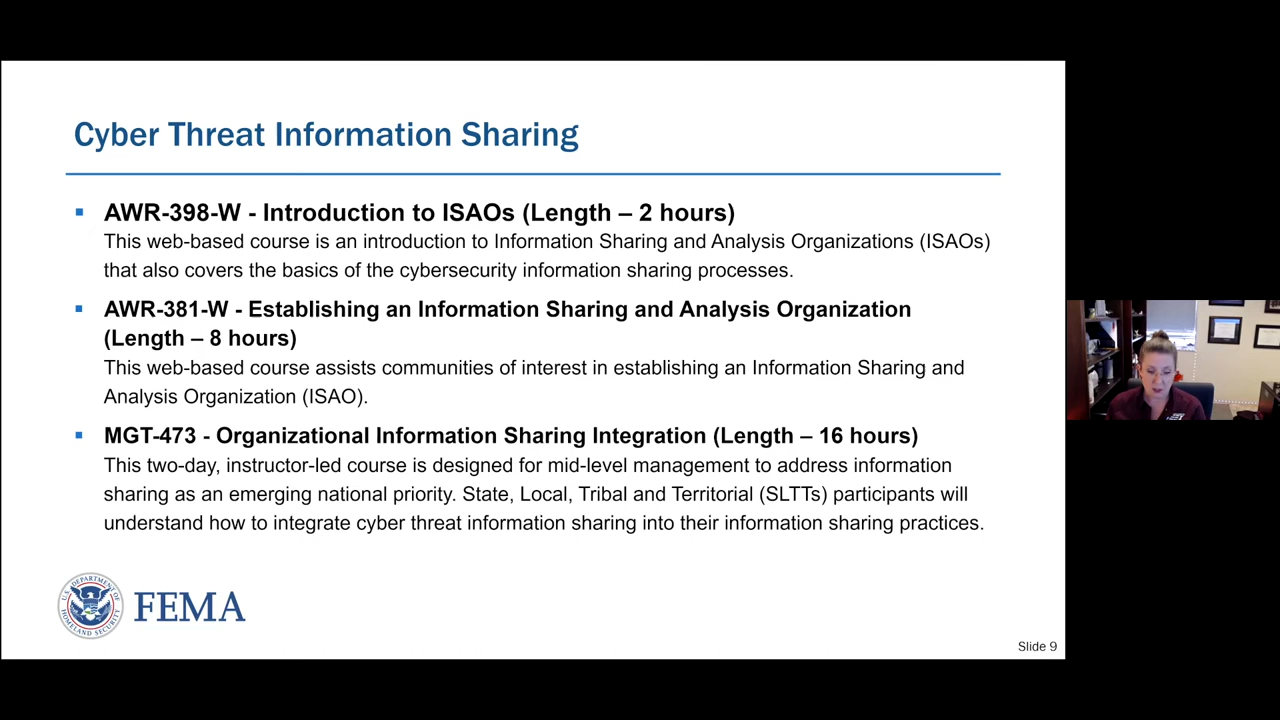 Cyber Threat Information Sharing
AWR-398-W - Introduction to ISAOs (Length – 2 hours)
This web-based course is an introduction to Information Sharing and Analysis Organizations (ISAOs)
that also covers the basics of the cybersecurity information sharing processes.
AWR-381-W - Establishing an Information Sharing and Analysis Organization
(Length – 8 hours)
This web-based course assists communities of interest in establishing an Information Sharing and
Analysis Organization (ISAO).
MGT-473 - Organizational Information Sharing Integration (Length – 16 hours)
This two-day, instructor-led course is designed for mid-level management to address information
sharing as an emerging national priority. State, Local, Tribal and Territorial (SLTTs) participants will
understand how to integrate cyber threat information sharing into their information sharing practices.
U.S. DEPARTMENT OF
HOMELAND SECURITY
FEMA
Slide 9